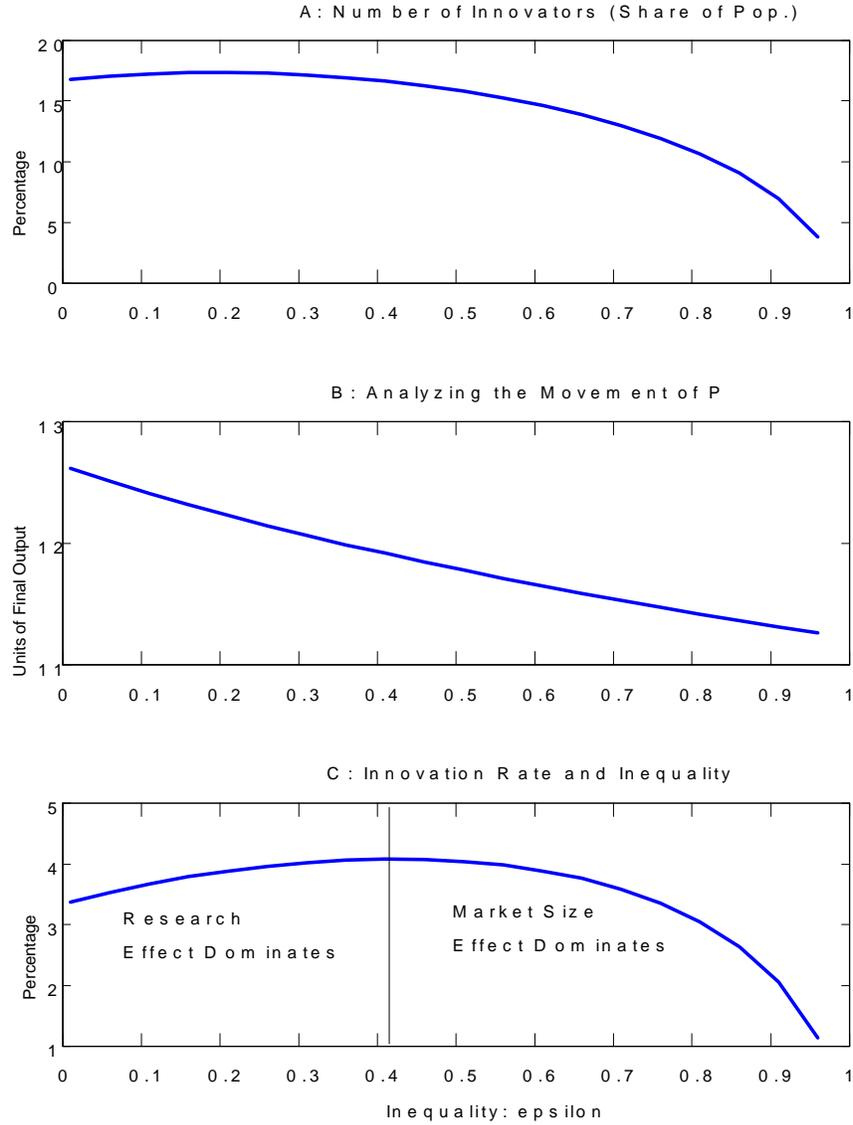 A: Number of Innovators (Share of Pop.)
Percentage
20
15
10
5
0
0 0.1 0.2 0.3 0.4 0.5 0.6 0.7 0.8 0.9 1
B: Analyzing the Movement of P
Units of Final Output
13
12
11
0 0.1 0.2 0.3 0.4 0.5 0.6 0.7 0.8 0.9 1
C: Innovation Rate and Inequality
Percentage
5
4
3
2
1
Research
Effect Dominates
Market Size
Effect Dominates
0 0.1 0.2 0.3 0.4 0.5 0.6 0.7 0.8 0.9 1
Inequality: epsilon